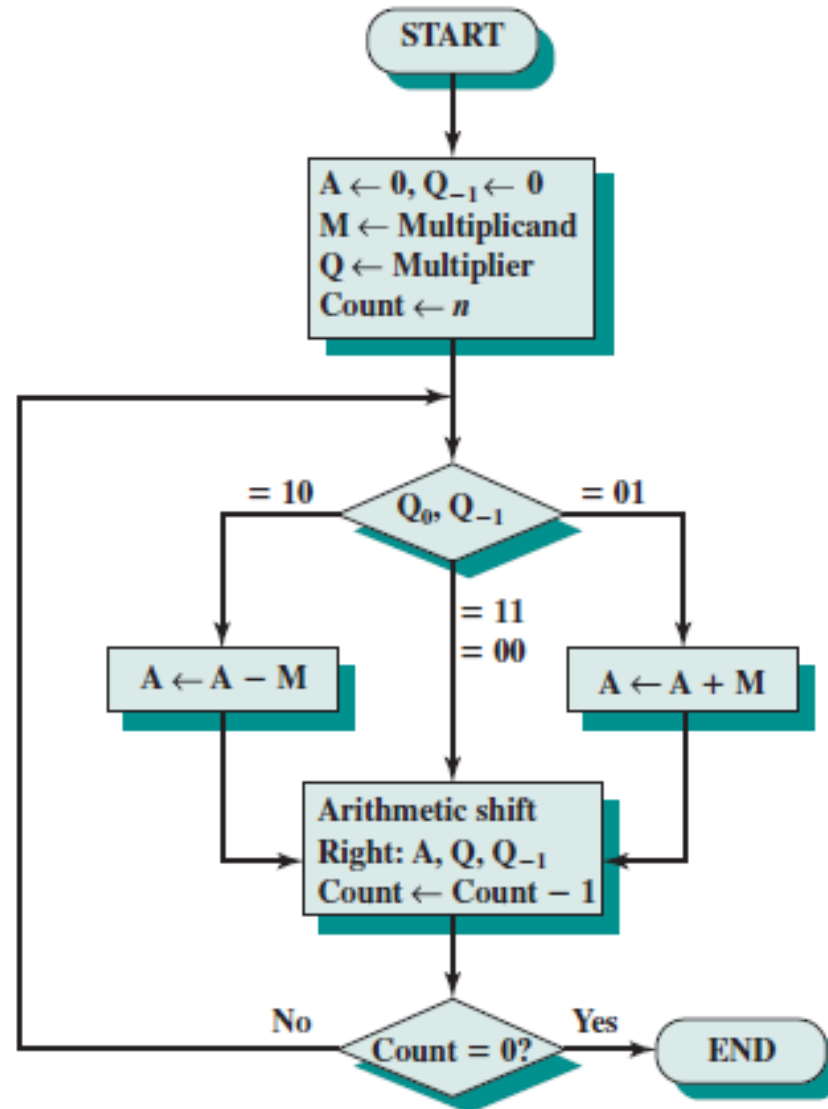 START
A ← 0, Q₋₁ ← 0
M ← Multiplicand
Q ← Multiplier
Count ← n
= 10
Q₀, Q₋₁
= 01
= 11
= 00
A ← A − M
A ← A + M
Arithmetic shift
Right: A, Q, Q₋₁
Count ← Count − 1
No
Count = 0?
Yes
END